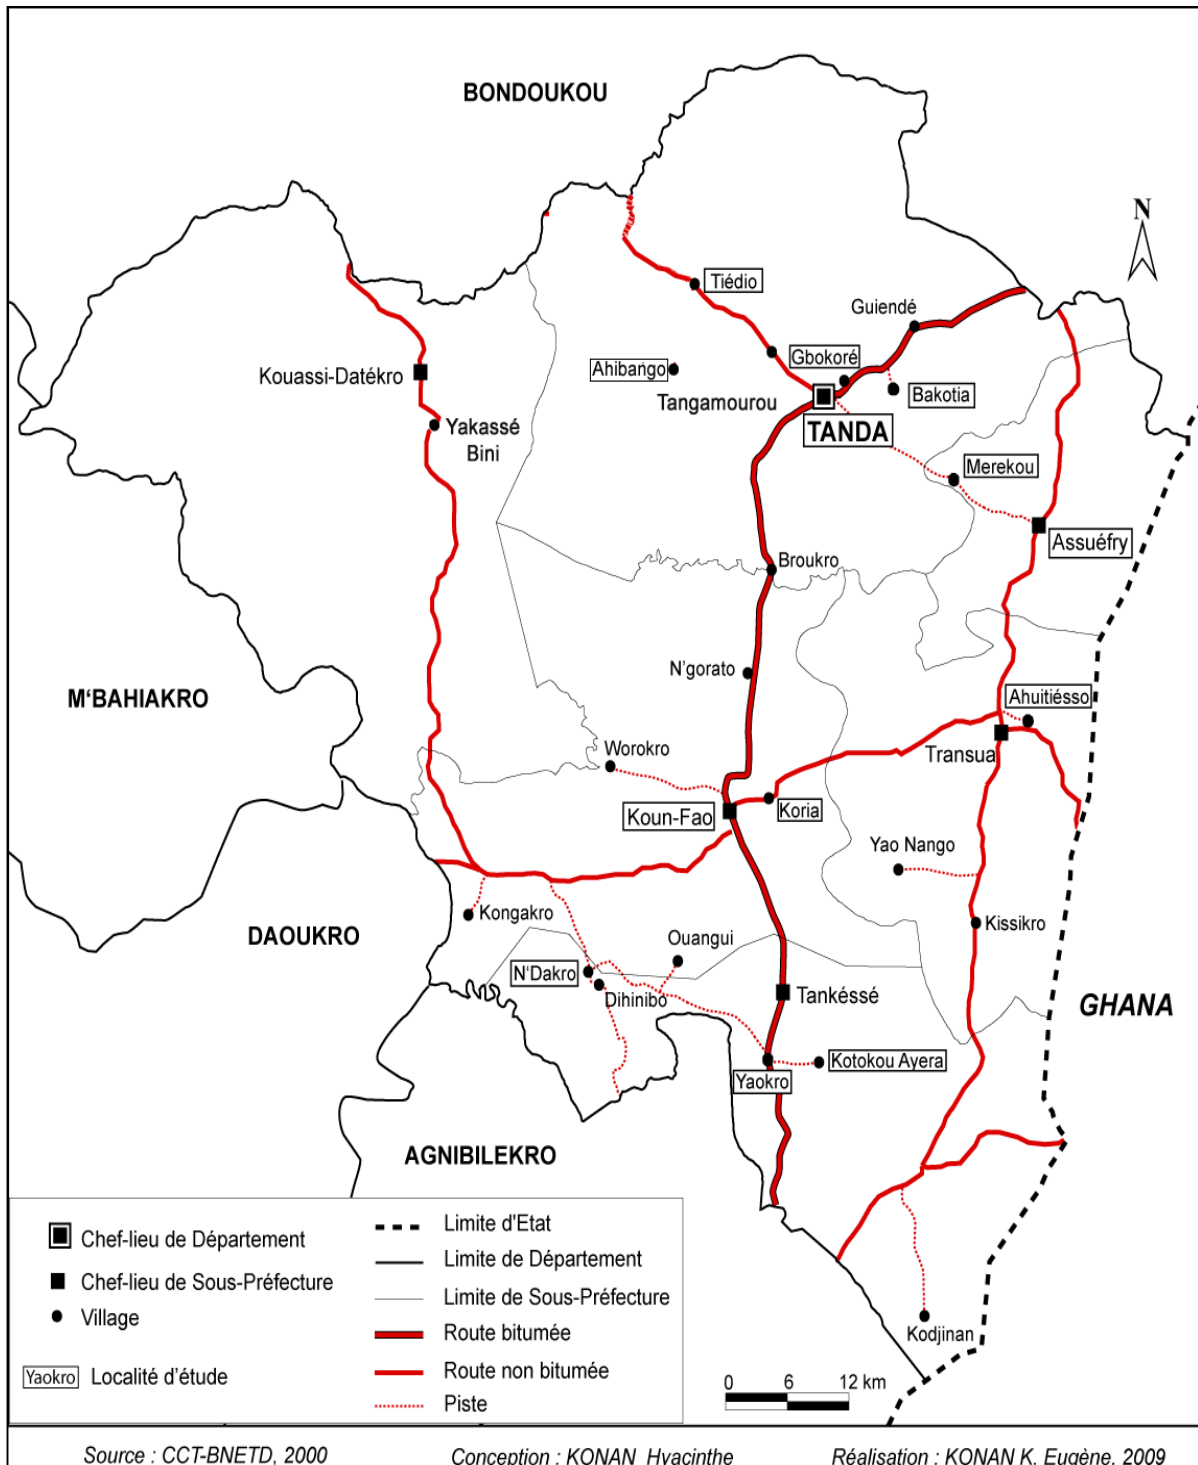 BONDOUKOU
N
Tiédio
Guiendé
Gbokoré
Ahibango
Kouassi-Datékro
Tangamourou
Bakotia
TANDA
Yakassé
Bini
Merekou
Assuéfry
Broukro
N'gorato
M'BAHIAKRO
Ahuitiésso
Worokro
Transua
Koun-Fao
Koria
Yao Nango
Kongakro
Kissikro
DAOUKRO
Ouangui
N'Dakro
Dihinibo
Tankéssé
GHANA
Kotokou Ayera
Yaokro
AGNIBILEKRO
Kodjinan
Chef-lieu de Département
Chef-lieu de Sous-Préfecture
Village
Yaokro Localité d'étude
Limite d'Etat
Limite de Département
Limite de Sous-Préfecture
Route bitumée
Route non bitumée
Piste
0 6 12 km
Source : CCT-BNETD, 2000 Conception : KONAN Hyacinthe Réalisation : KONAN K. Eugène, 2009